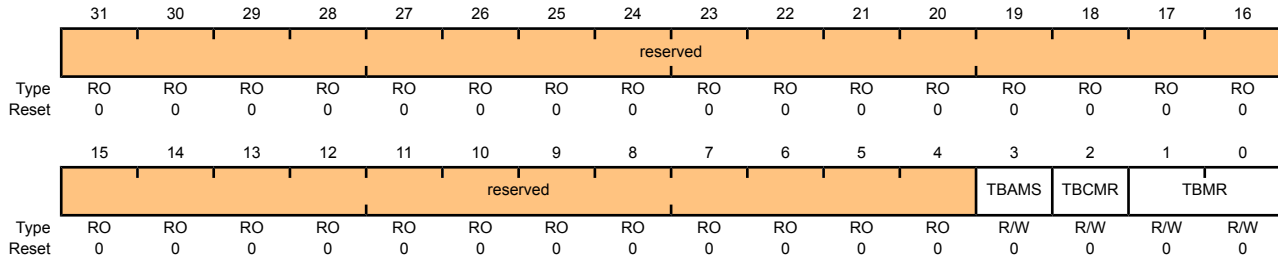 31 30 29 28 27 26 25 24 23 22 21 20 19 18 17 16
reserved
Type RO RO RO RO RO RO RO RO RO RO RO RO RO RO RO RO
Reset 0 0 0 0 0 0 0 0 0 0 0 0 0 0 0 0
15 14 13 12 11 10 9 8 7 6 5 4 3 2 1 0
reserved TBAMS TBCMR TBMR
Type RO RO RO RO RO RO RO RO RO RO RO RO R/W R/W R/W R/W
Reset 0 0 0 0 0 0 0 0 0 0 0 0 0 0 0 0